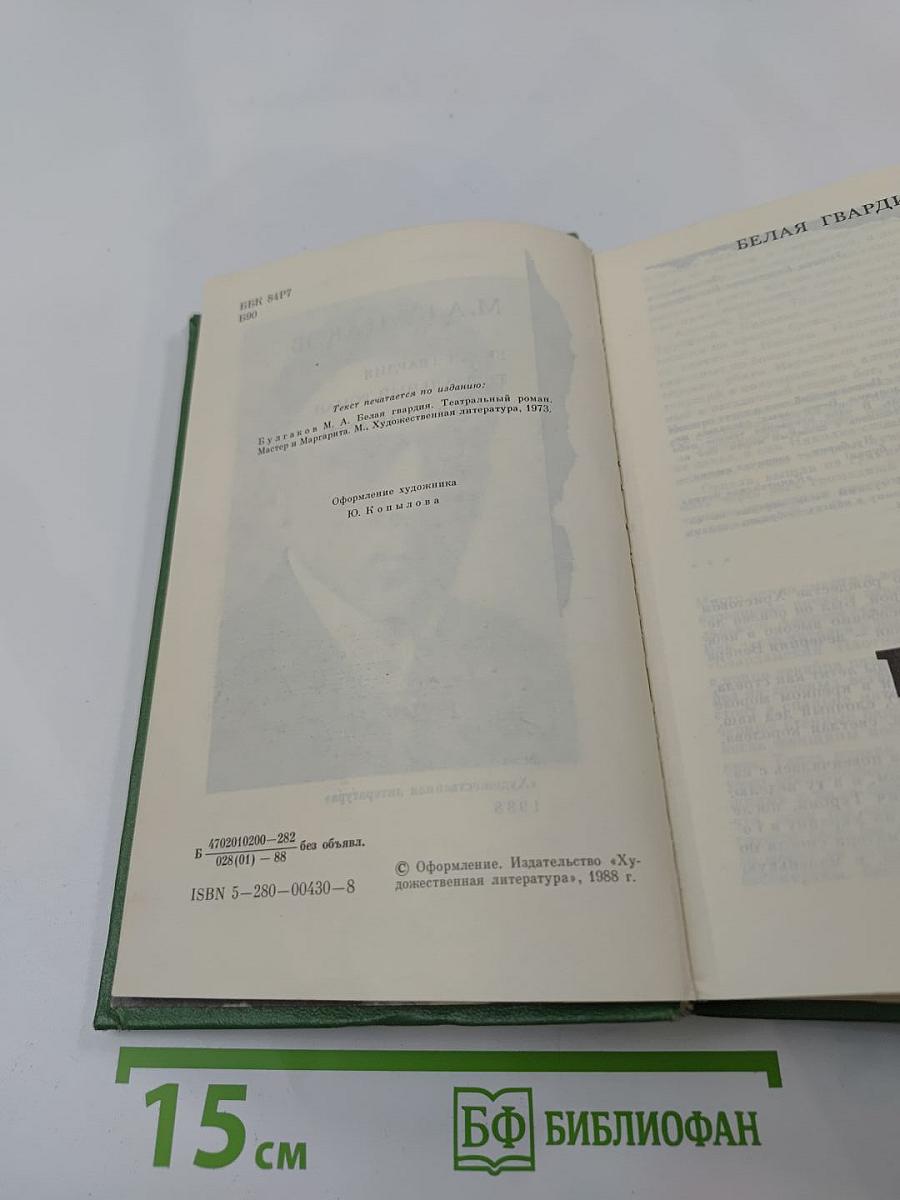 ББК 84Р7
Б90
Текст печатается по изданию:
Булгаков М. А. Белая гвардия. Театральный роман.
Мастер и Маргарита. М., Художественная литература, 1973.
Оформление художника
Ю. Копылова
Б 4702010200—282 без объявл.
028(01) — 88
ISBN 5—280—00430—8
© Оформление. Издательство «Ху-
дожественная литература», 1988 г.
БЕЛАЯ ГВАРДИ
15 см
БФ БИБЛИОФАН